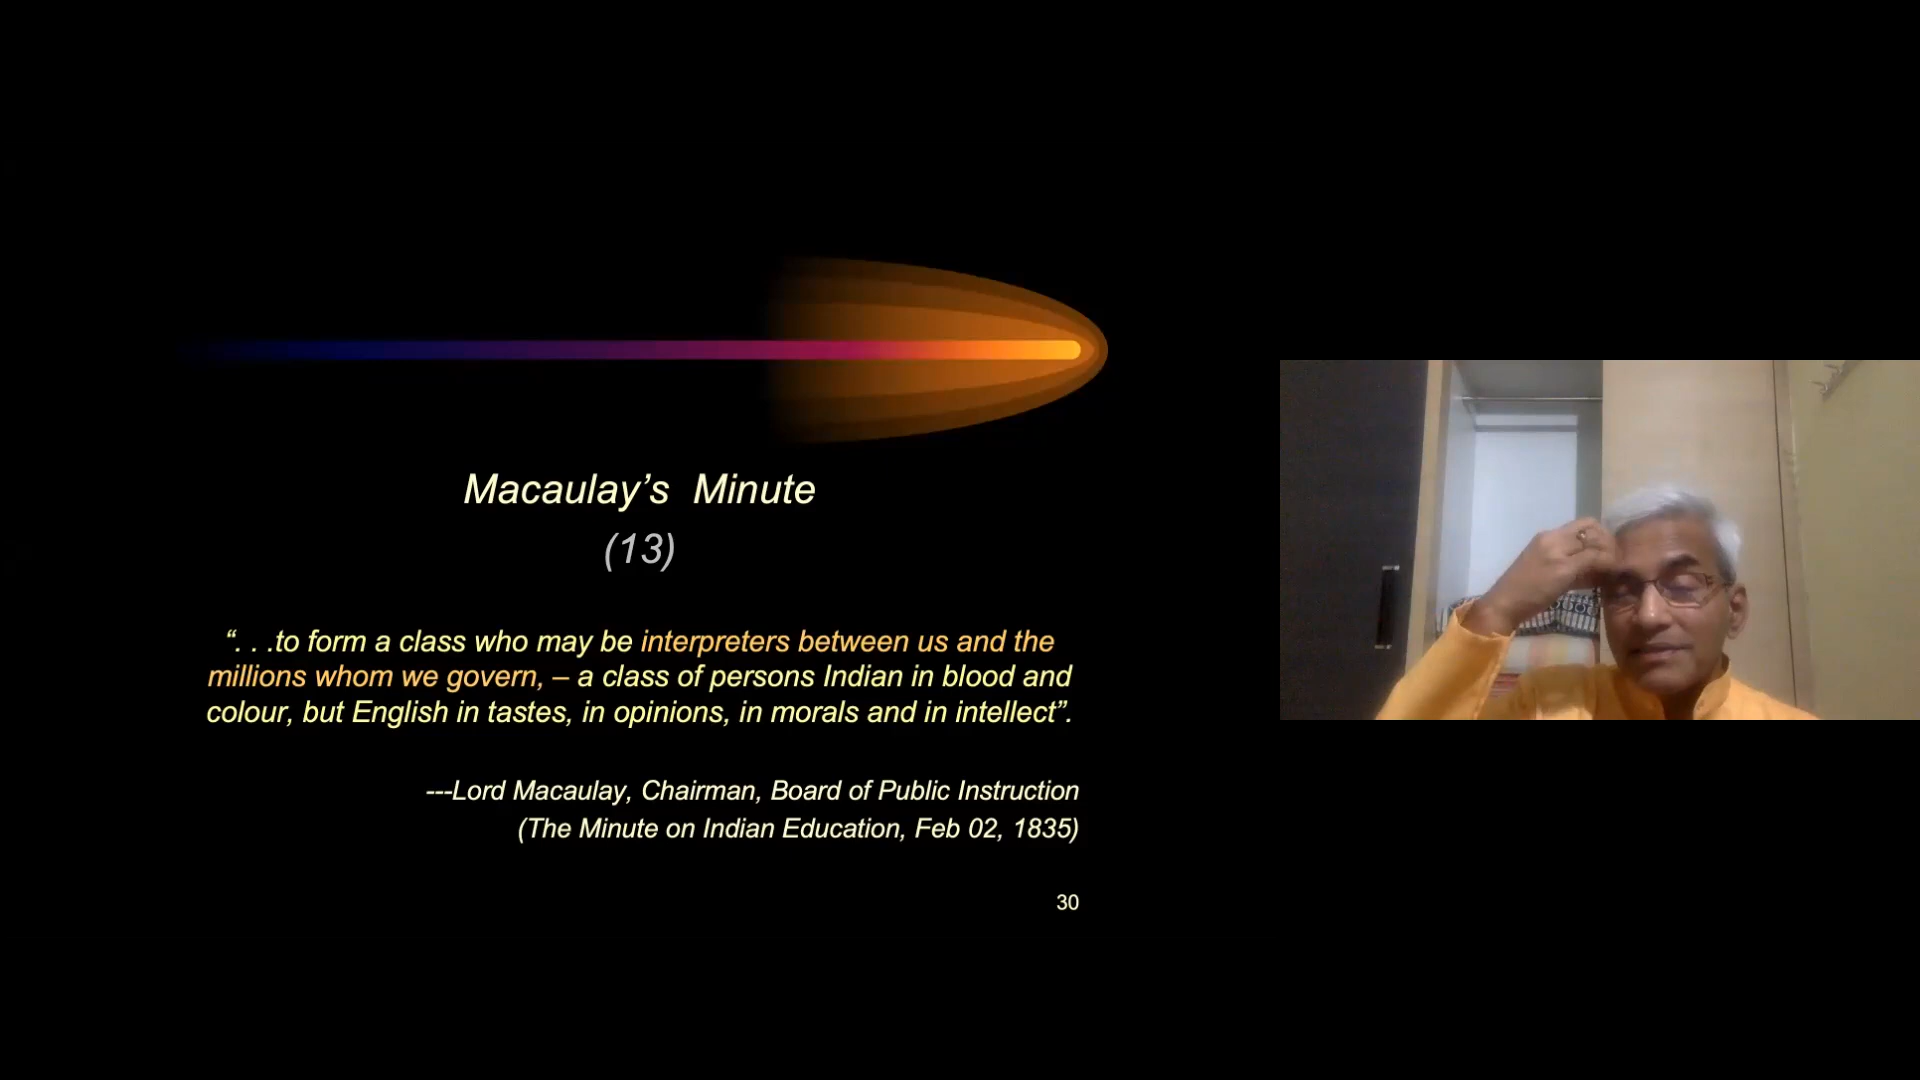 Macaulay’s Minute
(13)
“. . .to form a class who may be interpreters between us and the
millions whom we govern, – a class of persons Indian in blood and
colour, but English in tastes, in opinions, in morals and in intellect”.
---Lord Macaulay, Chairman, Board of Public Instruction
(The Minute on Indian Education, Feb 02, 1835)
30